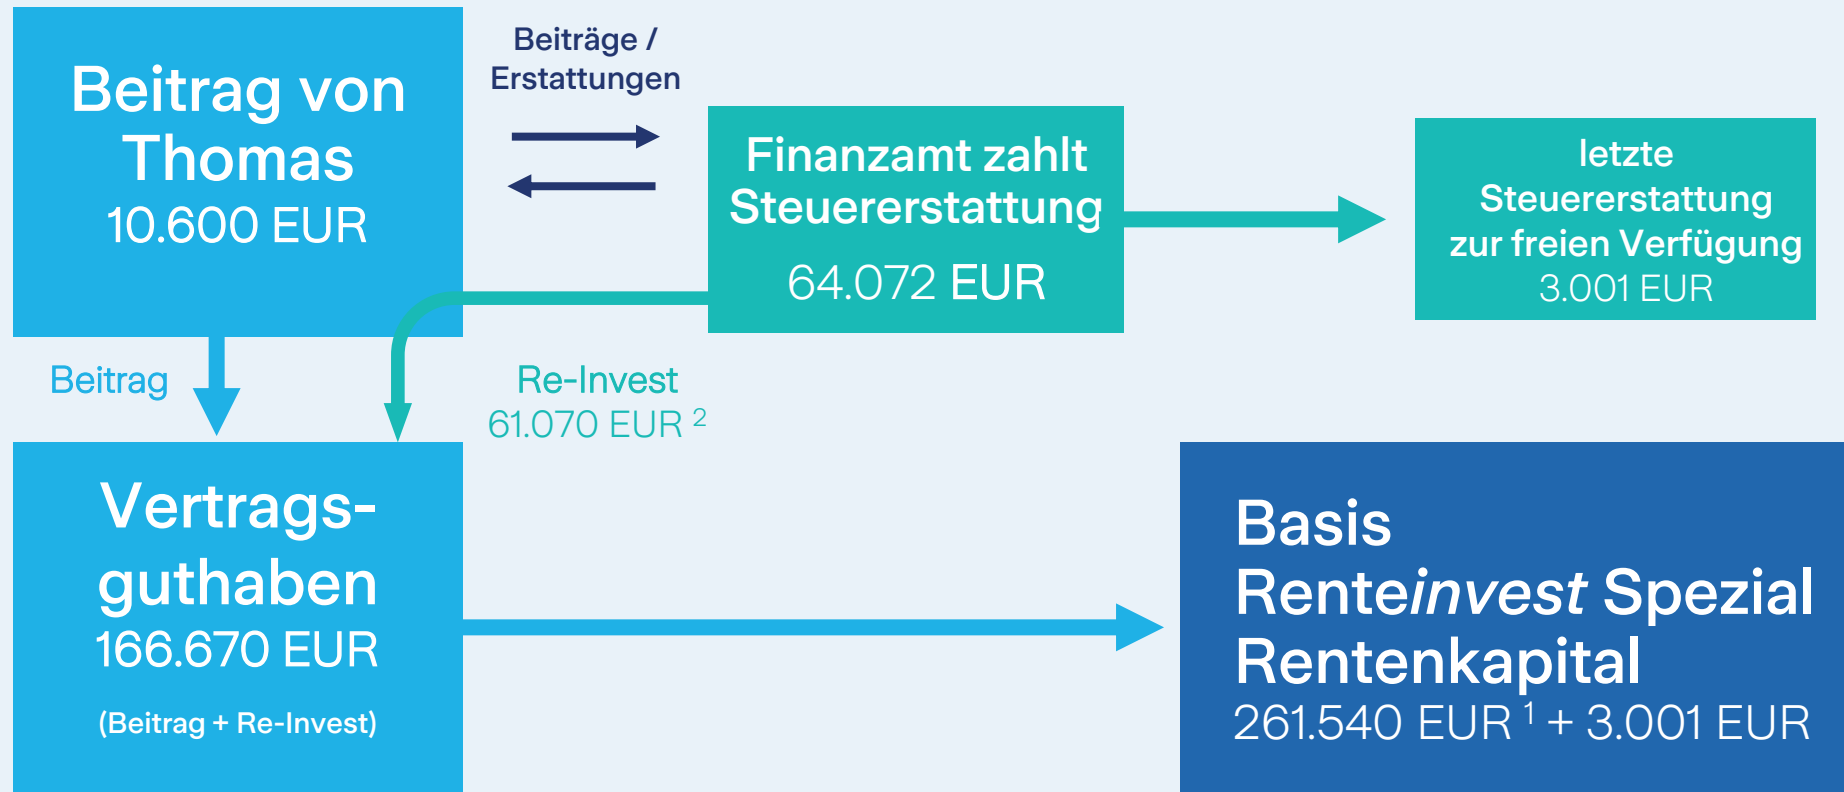 Beitrag von
Thomas
10.600 EUR
Beiträge /
Erstattungen
Finanzamt zahlt
Steuererstattung
64.072 EUR
letzte
Steuererstattung
zur freien Verfügung
3.001 EUR
Beitrag
Re-Invest
61.070 EUR ²
Vertrags-
guthaben
166.670 EUR
(Beitrag + Re-Invest)
Basis
Renteinvest Spezial
Rentenkapital
261.540 EUR ¹ + 3.001 EUR